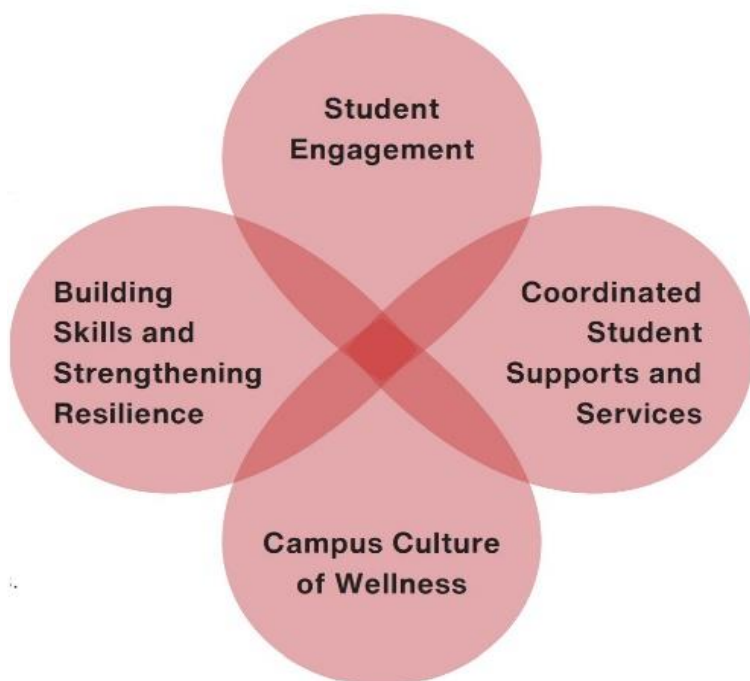 Student
Engagement
Building
Skills and
Strengthening
Resilience
Coordinated
Student
Supports and
Services
Campus Culture
of Wellness